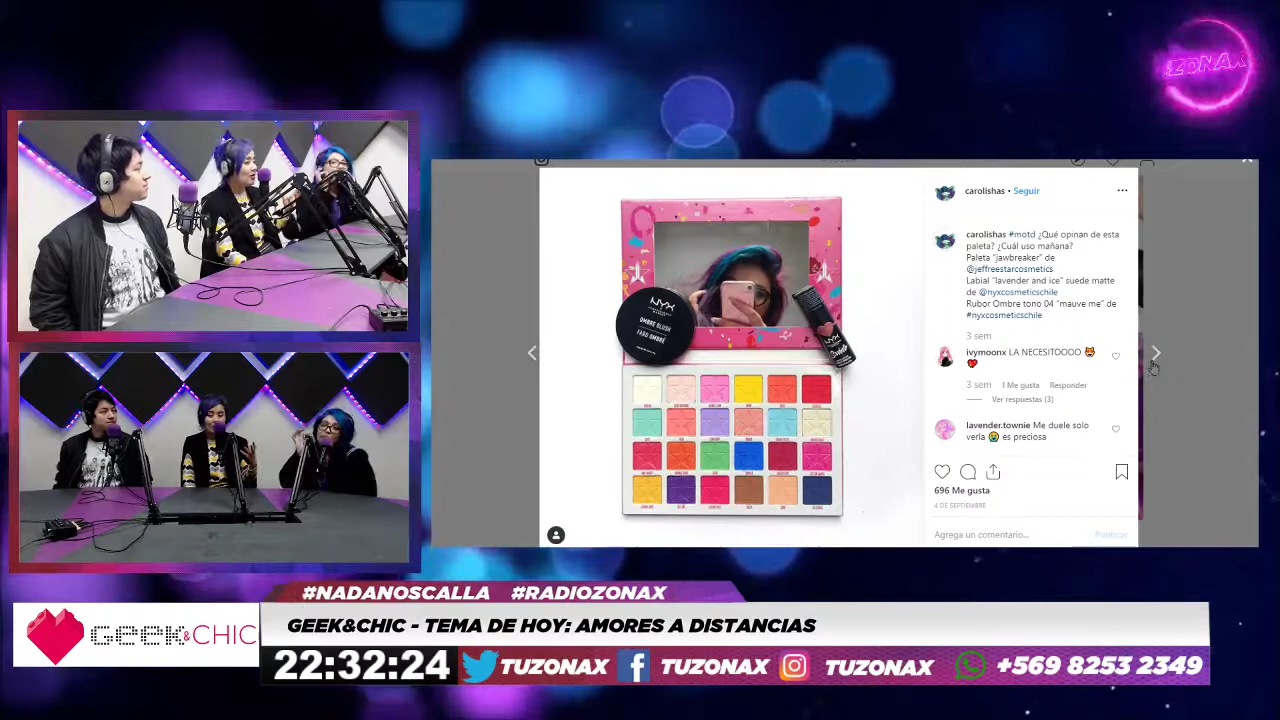 ZONAX
carolishas • Seguir
carolishas #motd ¿Qué opinan de esta
paleta? ¿Cuál uso mañana?
Paleta "jawbreaker" de
@jeffreestarcosmetics
Labial "lavender and ice" suede matte
de @nyxcosmeticschile
Rubor Ombre tono 04 "mauve me" de
#nyxcosmeticschile
3 sem
ivymoonx LA NECESITOOOO
3 sem 1 Me gusta Responder
Ver respuestas (3)
lavender.townie Me duele solo
verla es preciosa
696 Me gusta
4 DE SEPTIEMBRE
Agrega un comentario... Publicar
NYX
OMBRE BLUSH
FARD OMBRÉ
NYX
#NADANOSCALLA #RADIOZONAX
GEEK&CHIC
GEEK&CHIC - TEMA DE HOY: AMORES A DISTANCIAS
22:32:24 TUZONAX TUZONAX TUZONAX +569 8253 2349